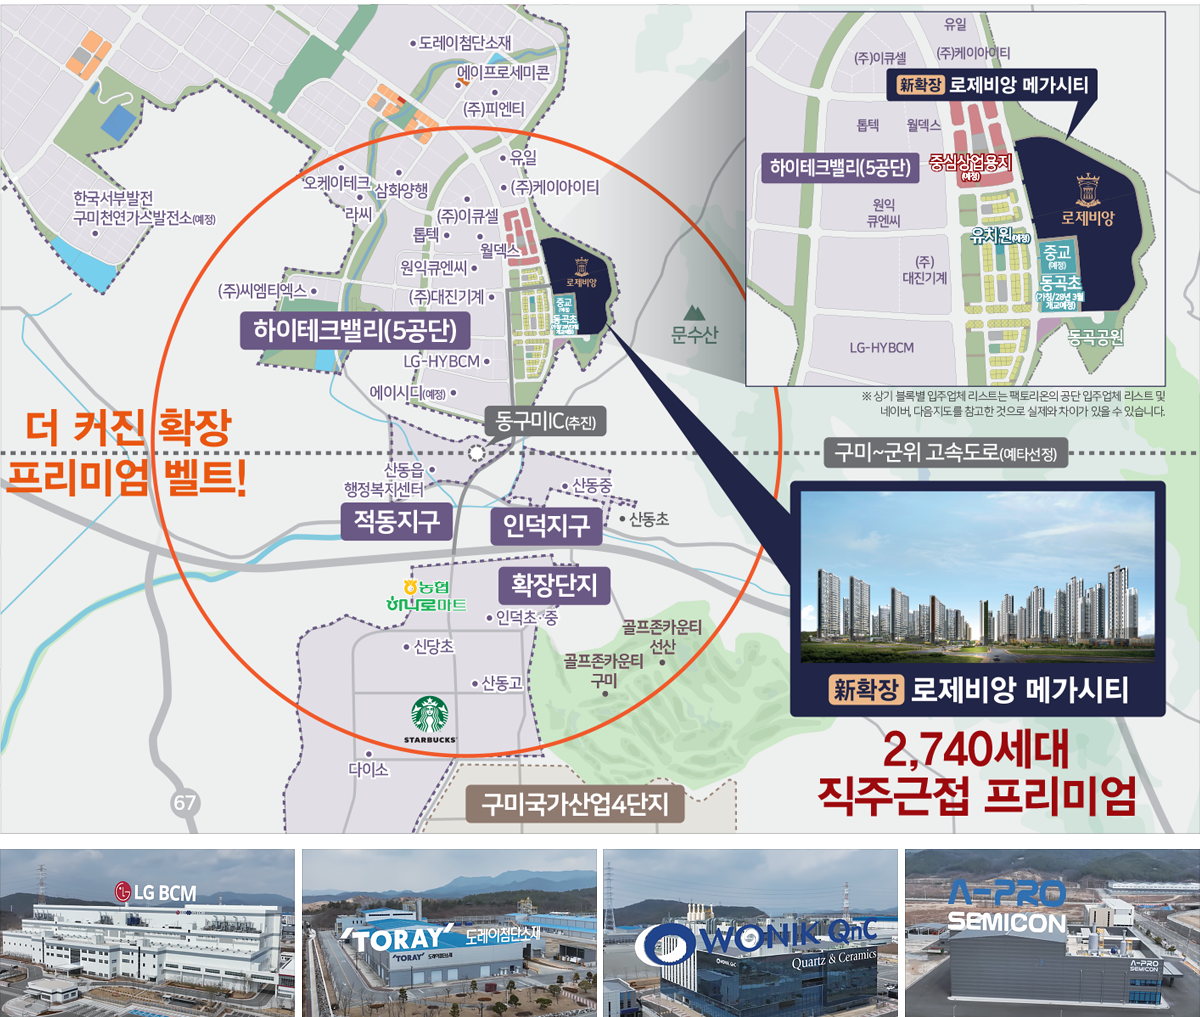 도레이첨단소재
에이프로세미콘
(주)피엔티
유일
오케이테크
삼화양행
(주)케이아이티
라씨
(주)이큐셀
톱텍
월덱스
한국서부발전
구미천연가스발전소(예정)
원익큐엔씨
(주)씨엠티엑스
(주)대진기계
로제비앙
중교
(예정)
동곡초
하이테크밸리(5공단)
LG-HYBCM
에이시디(예정)
문수산
유일
(주)이큐셀
(주)케이아이티
新확장 로제비앙 메가시티
톱텍
월덱스
하이테크밸리(5공단)
중심상업용지
(예정)
원익
큐엔씨
로제비앙
유치원(예정)
중교
(예정)
(주)
대진기계
동곡초
(가칭/28년 3월
개교예정)
LG-HYBCM
동곡공원
※ 상기 블록별 입주업체 리스트는 팩토리온의 공단 입주업체 리스트 및
네이버, 다음지도를 참고한 것으로 실제와 차이가 있을 수 있습니다.
더 커진 확장
프리미엄 벨트!
동구미IC(추진)
구미~군위 고속도로(예타선정)
산동읍
행정복지센터
산동중
적동지구
인덕지구
산동초
확장단지
농협
하나로마트
인덕초·중
신당초
골프존카운티
선산
골프존카운티
구미
산동고
STARBUCKS
다이소
67
구미국가산업4단지
新확장 로제비앙 메가시티
2,740세대
직주근접 프리미엄
LG BCM
'TORAY' 도레이첨단소재
'TORAY' 도레이첨단소재
WONIK QnC
Quartz & Ceramics
WONIK QnC
A-PRO
SEMICON
A-PRO
SEMICON